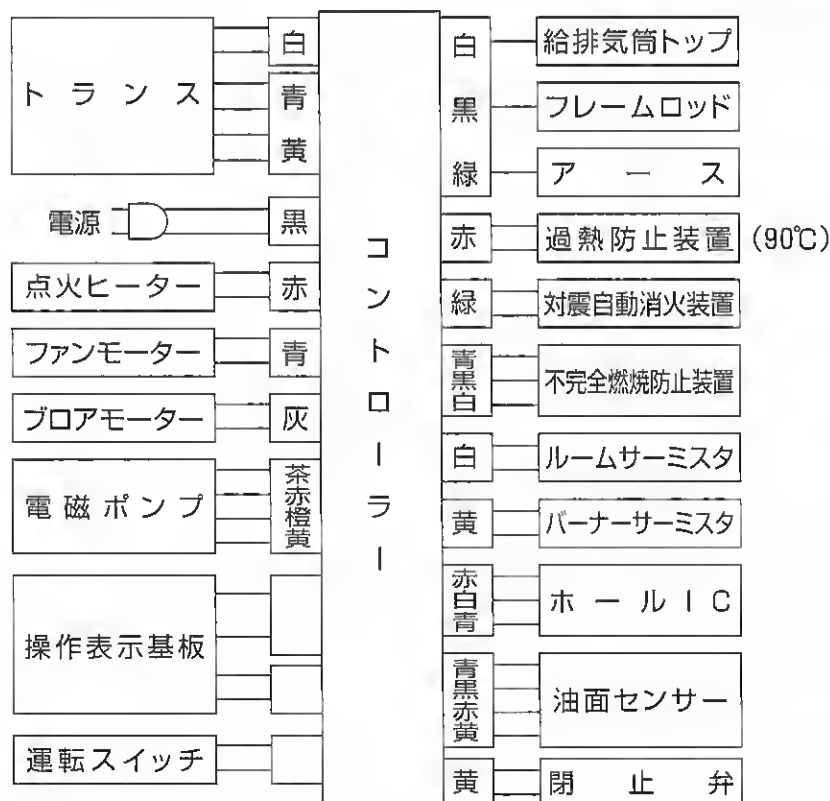 トランス
白
青
黄
電源
黒
点火ヒーター
赤
ファンモーター
青
ブロアモーター
灰
電磁ポンプ
茶
赤
橙
黄
操作表示基板
運転スイッチ
コントローラー
白
給排気筒トップ
黒
フレームロッド
緑
アース
赤
過熱防止装置 (90℃)
緑
対震自動消火装置
青
黒
白
不完全燃焼防止装置
白
ルームサーミスタ
黄
バーナーサーミスタ
赤
白
青
ホールIC
青
黒
赤
黄
油面センサー
黄
閉止弁